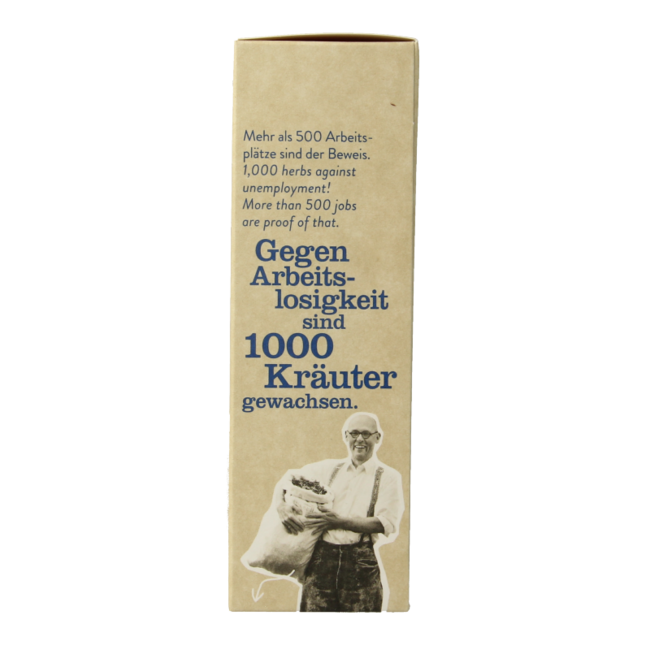 Mehr als 500 Arbeits-
plätze sind der Beweis.
1,000 herbs against
unemployment!
More than 500 jobs
are proof of that.
Gegen
Arbeits-
losigkeit
sind
1000
Kräuter
gewachsen.